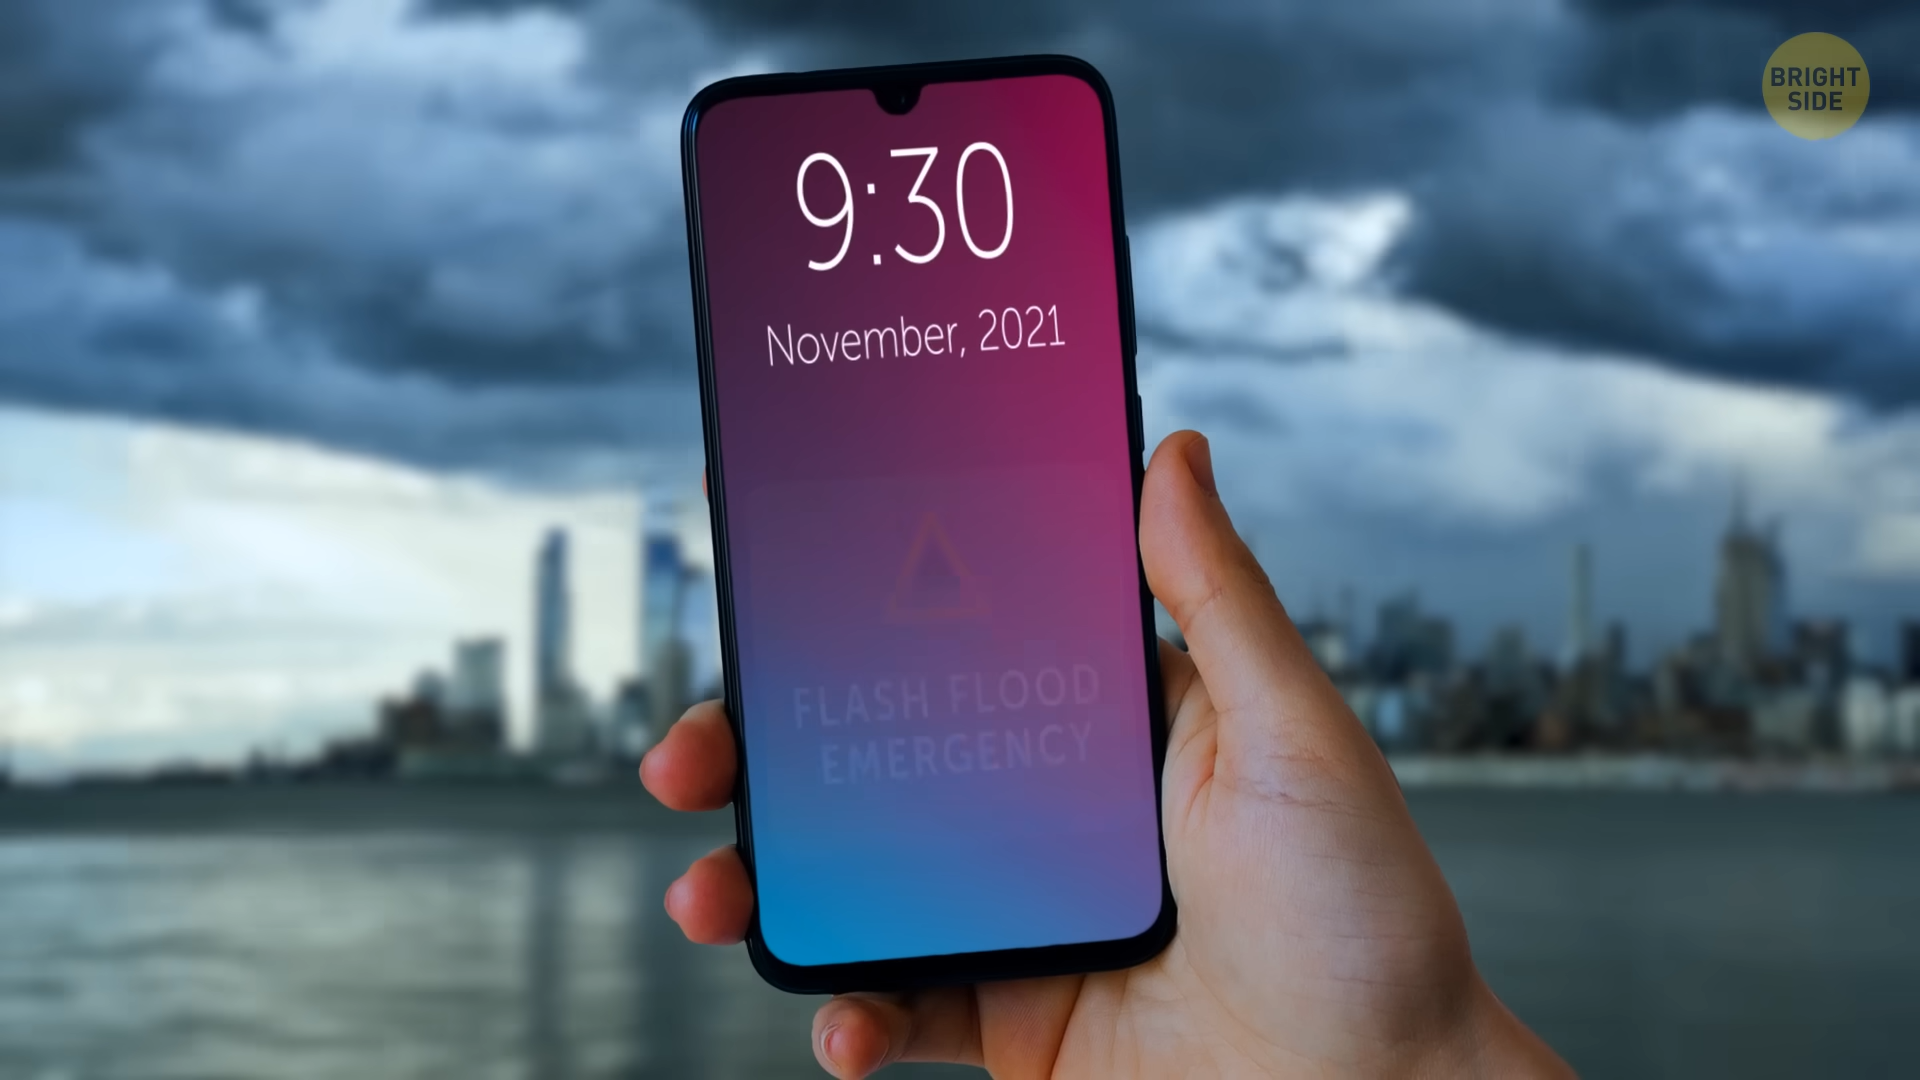 BRIGHT
SIDE
9:30
November, 2021
FLASH FLOOD
EMERGENCY